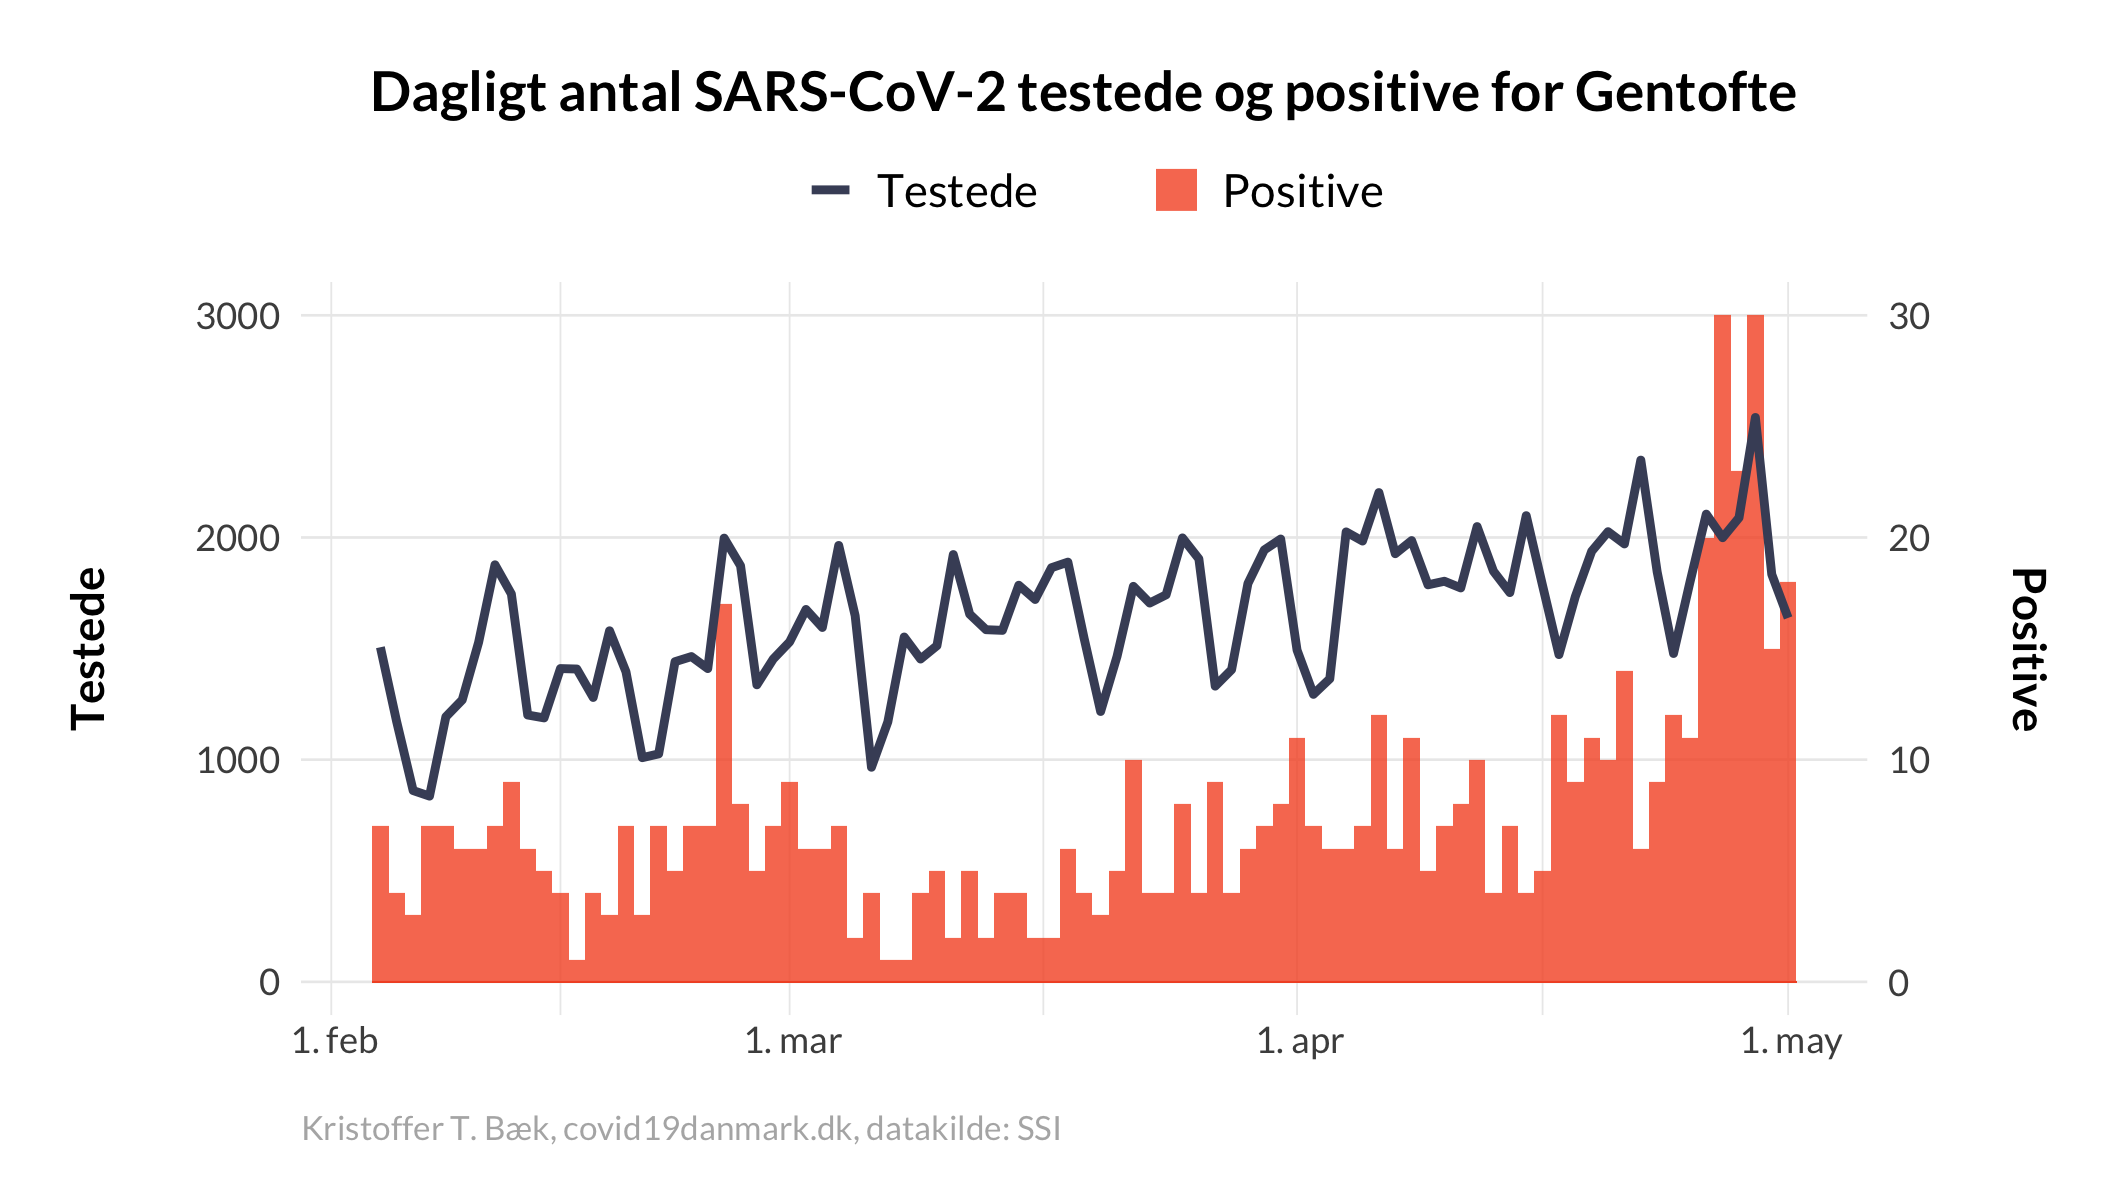 Dagligt antal SARS-CoV-2 testede og positive for Gentofte
Testede
Positive
3000
2000
1000
0
30
20
10
0
Testede
Positive
1. feb
1. mar
1. apr
1. may
Kristoffer T. Bæk, covid19danmark.dk, datakilde: SSI